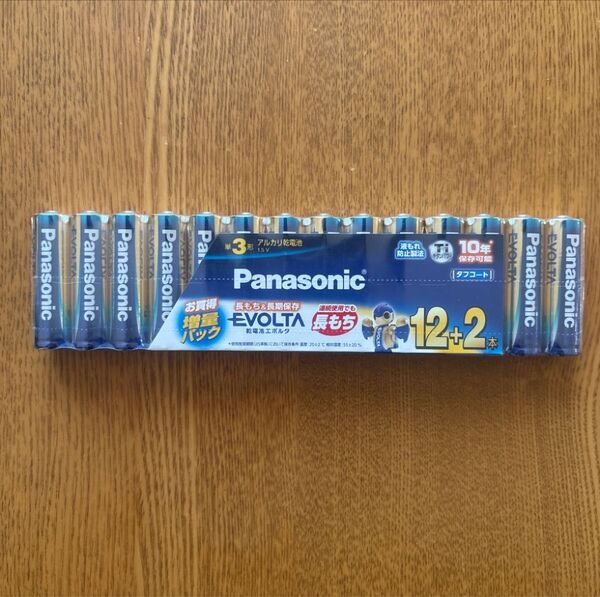 単3形 アルカリ乾電池
1.5V
Panasonic
お買得
増量
パック
長もち&長期保存
EVOLTA
乾電池エボルタ
連続使用でも
長もち
液もれ
防止製法
Ti
10年※
保存可能
タフコート
12+2本
Panasonic
Panasonic
Panasonic
Panasonic
Panasonic
EVOLTA
EVOLTA